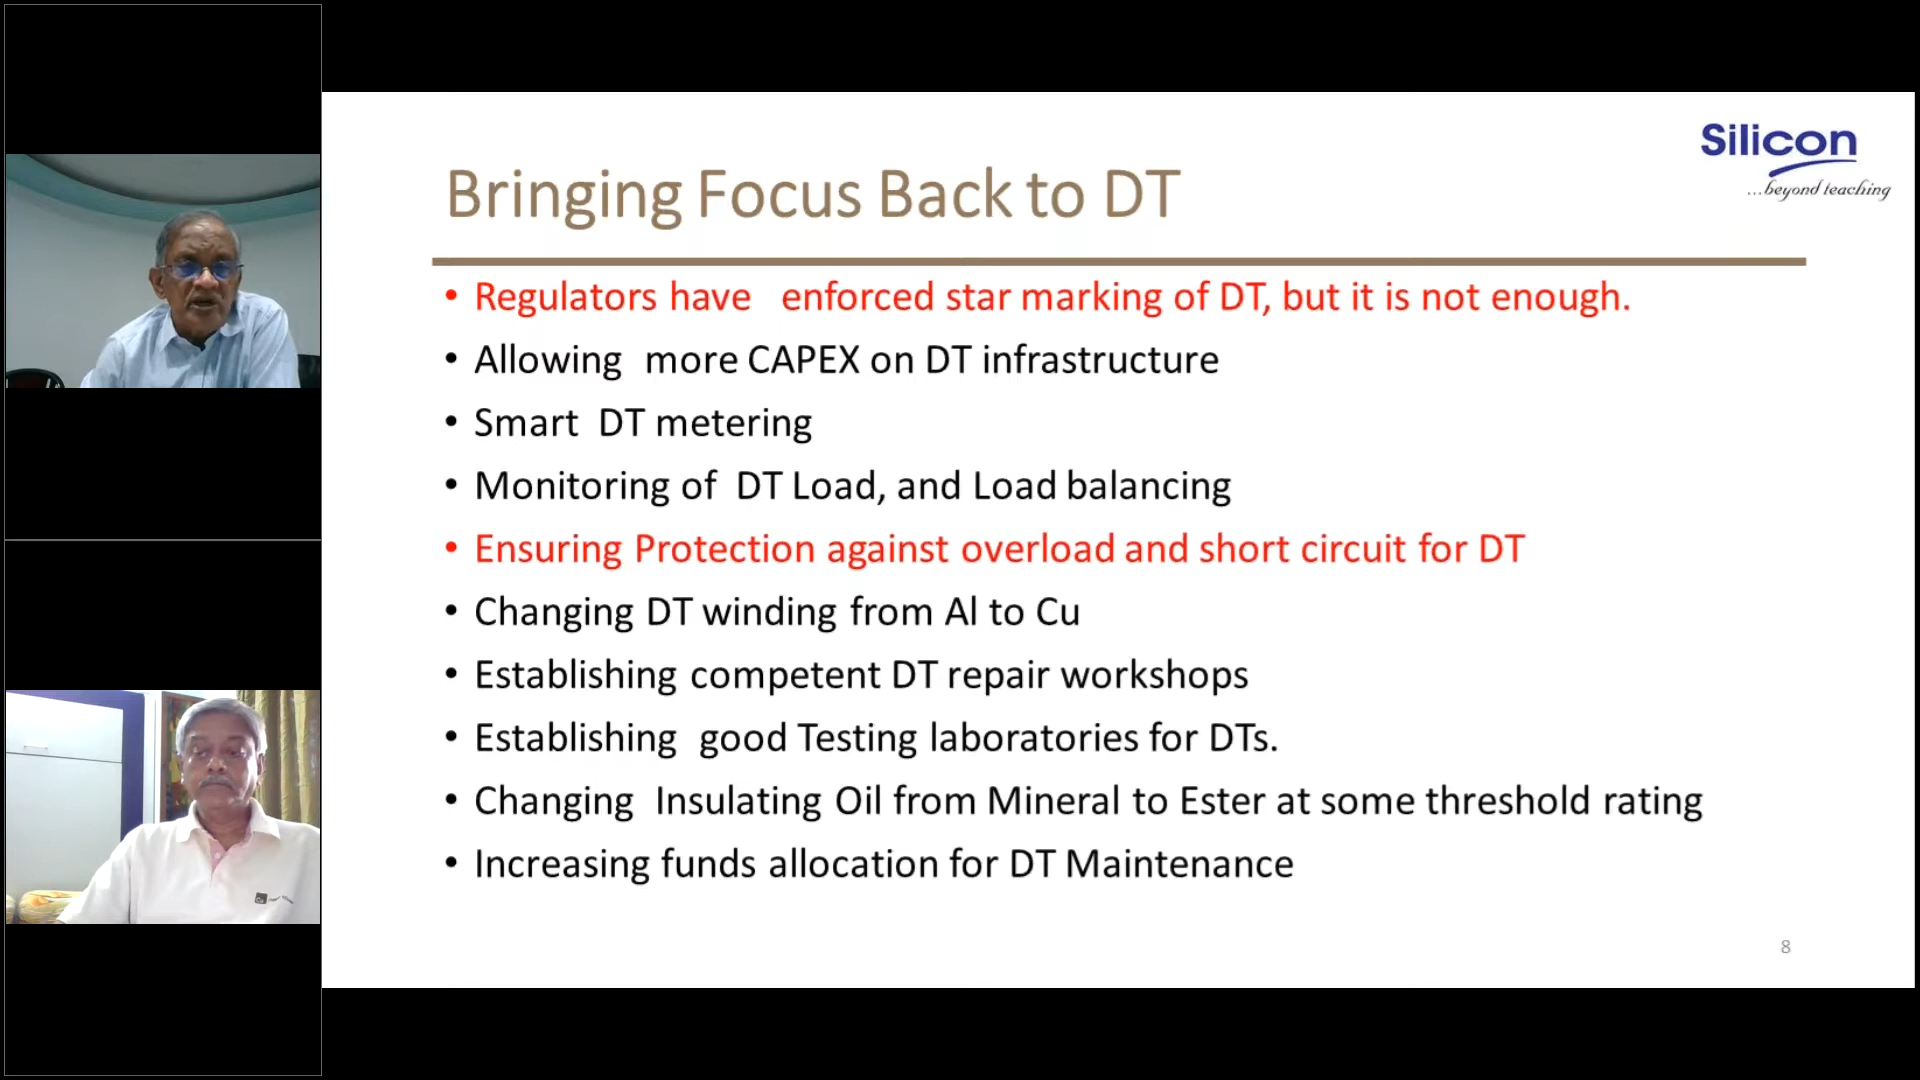 Silicon
...beyond teaching
Bringing Focus Back to DT
• Regulators have enforced star marking of DT, but it is not enough.
• Allowing more CAPEX on DT infrastructure
• Smart DT metering
• Monitoring of DT Load, and Load balancing
• Ensuring Protection against overload and short circuit for DT
• Changing DT winding from Al to Cu
• Establishing competent DT repair workshops
• Establishing good Testing laboratories for DTs.
• Changing Insulating Oil from Mineral to Ester at some threshold rating
• Increasing funds allocation for DT Maintenance
8
Cu